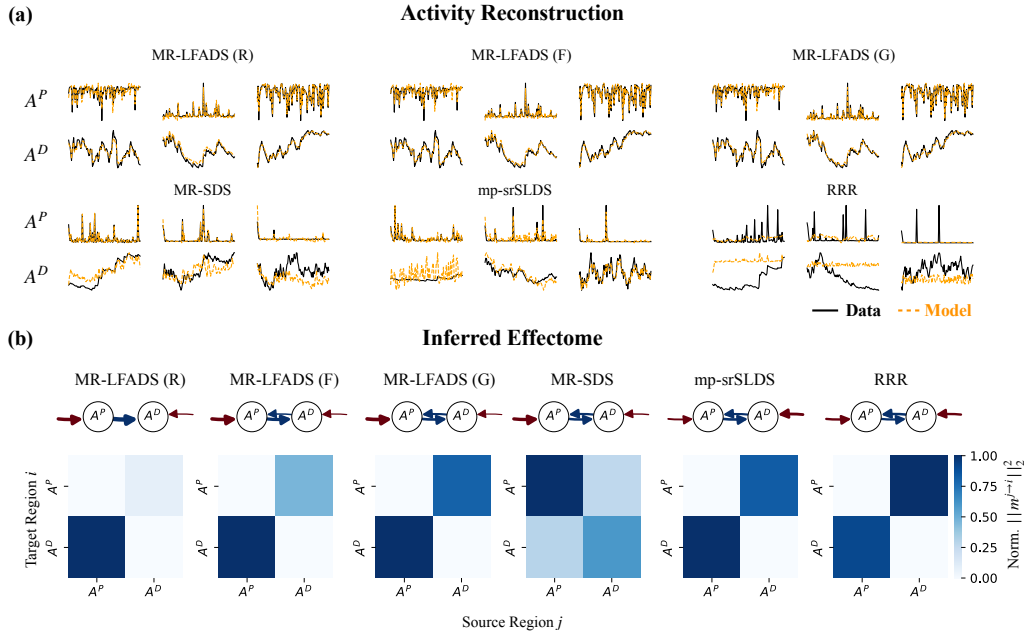 (a)
Activity Reconstruction
MR-LFADS (R) MR-LFADS (F) MR-LFADS (G)
A^P
A^D
MR-SDS mp-srSLDS RRR
A^P
A^D
Data Model
(b)
Inferred Effectome
MR-LFADS (R) MR-LFADS (F) MR-LFADS (G) MR-SDS mp-srSLDS RRR
A^P A^D A^P A^D A^P A^D A^P A^D A^P A^D A^P A^D
Target Region i
A^P A^P A^P A^P A^P A^P
A^D A^D A^D A^D A^D A^D
1.00
0.75
0.50
0.25
0.00
Norm. ||m^{j→i}||_2^2
A^P A^D A^P A^D A^P A^D A^P A^D A^P A^D A^P A^D
Source Region j